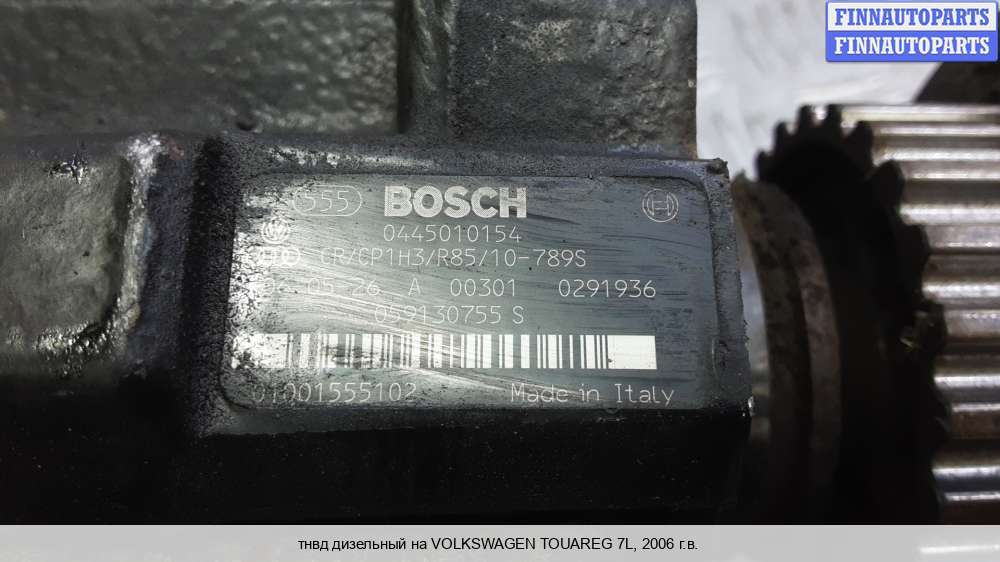 FINNAUTOPARTS
FINNAUTOPARTS
555 BOSCH
0445010154
CR/CP1H3/R85/10-789S
05 26 A 00301 0291936
059130755 S
01001555102 Made in Italy
тнвд дизельный на VOLKSWAGEN TOUAREG 7L, 2006 г.в.